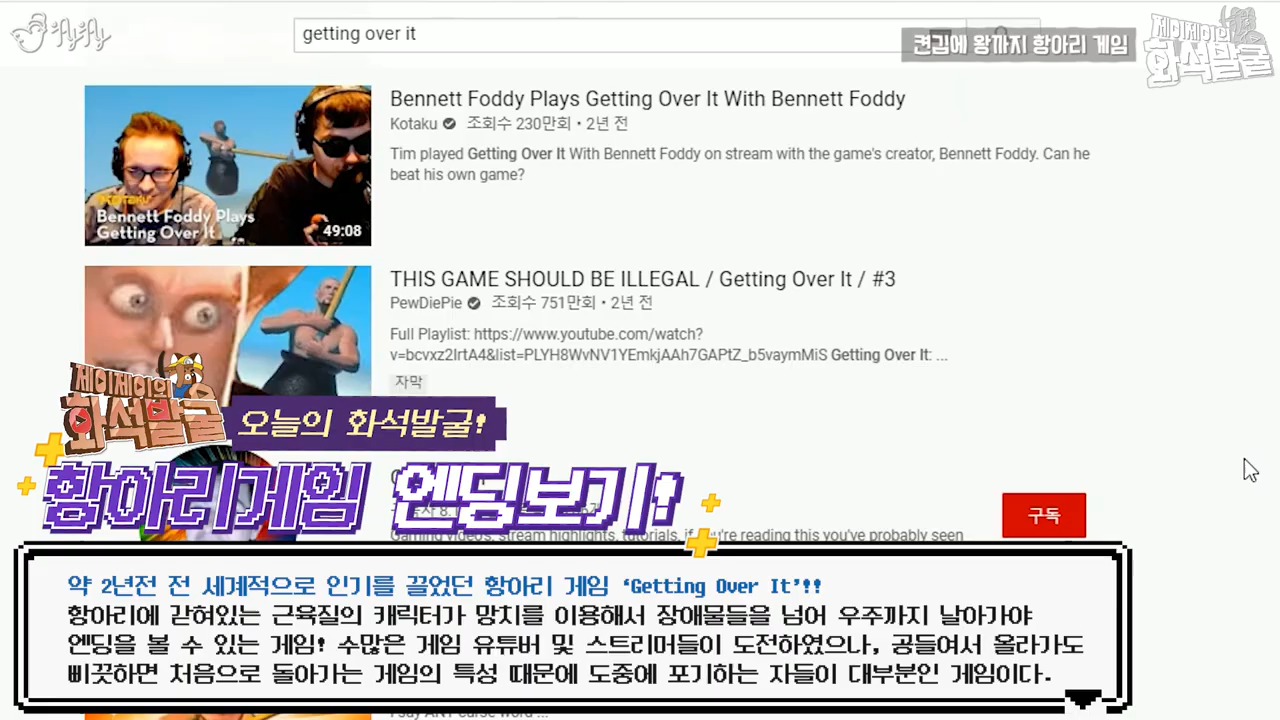 getting over it
켠김에 왕까지 항아리 게임
제이제이의
화석발굴
Bennett Foddy Plays Getting Over It With Bennett Foddy
Kotaku 조회수 230만회 • 2년 전
Tim played Getting Over It With Bennett Foddy on stream with the game's creator, Bennett Foddy. Can he
beat his own game?
KOTAKU
Bennett Foddy Plays
Getting Over It
49:08
THIS GAME SHOULD BE ILLEGAL / Getting Over It / #3
PewDiePie 조회수 751만회 • 2년 전
Full Playlist: https://www.youtube.com/watch?
v=bcvxz2IrtA4&list=PLYH8WvNV1YEmkjAAh7GAPtZ_b5vaymMiS Getting Over It: ...
자막
제이제이의
화석발굴
오늘의 화석발굴!
항아리게임 엔딩보기!
구독
Gaming videos, stream highlights, tutorials, if you're reading this you've probably seen
약 2년전 전 세계적으로 인기를 끌었던 항아리 게임 ‘Getting Over It’!!
항아리에 갇혀있는 근육질의 캐릭터가 망치를 이용해서 장애물들을 넘어 우주까지 날아가야
엔딩을 볼 수 있는 게임! 수많은 게임 유튜버 및 스트리머들이 도전하였으나, 공들여서 올라가도
삐끗하면 처음으로 돌아가는 게임의 특성 때문에 도중에 포기하는 자들이 대부분인 게임이다.
I say ANY curse word ...